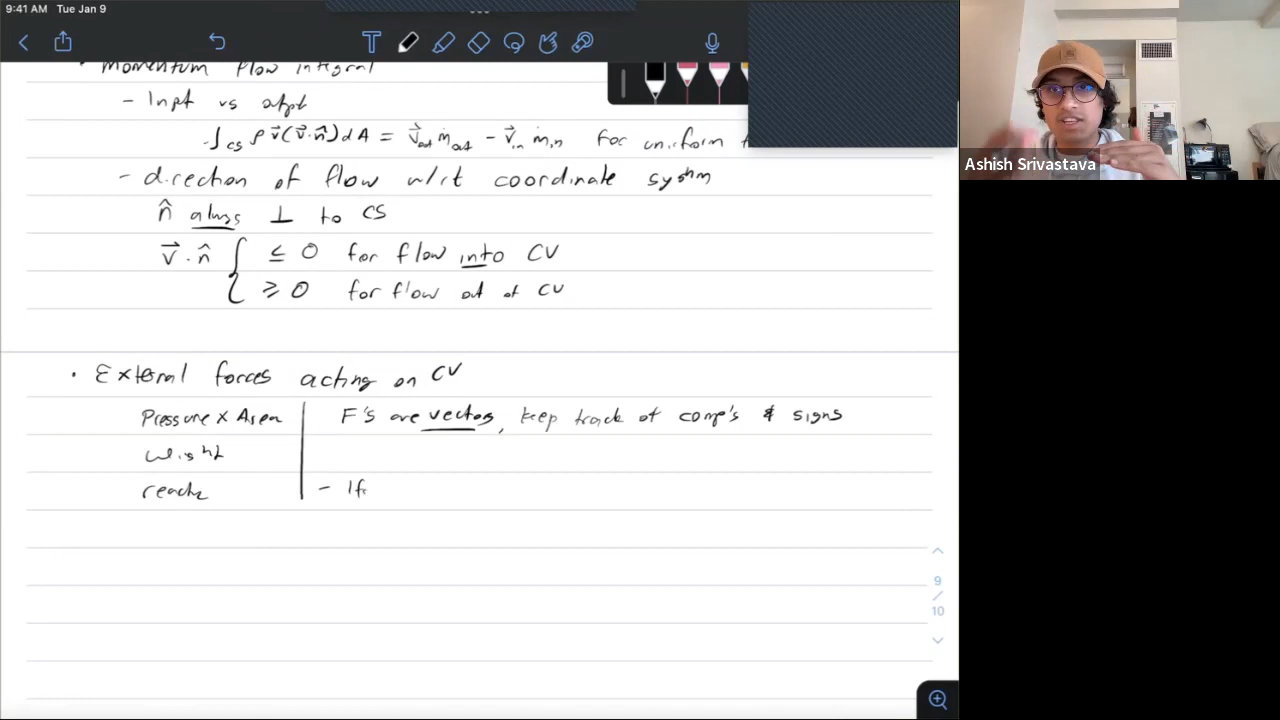 9:41 AM Tue Jan 9
Momentum flow integral
- Inpt vs otpt
∫cs ρ v⃗(v⃗·n̂)dA = v⃗out ṁout - v⃗in ṁin for uniform
- direction of flow w/rt coordinate systm
n̂ always ⊥ to CS
v⃗·n̂ { ≤ 0 for flow into CV
≥ 0 for flow out of CV
• External forces acting on CV
Pressure x Area | F's are vectors, keep track of comp's & signs
weight
reactn | - If
9
/
10
Ashish Srivastava